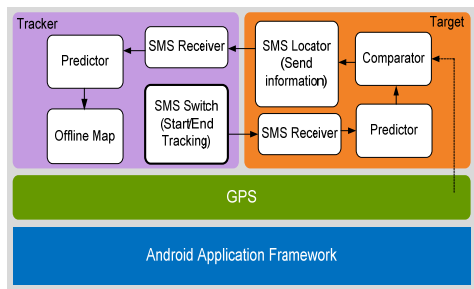 Tracker
Target
SMS Receiver
Predictor
SMS Locator
(Send
information)
Comparator
SMS Switch
(Start/End
Tracking)
Offline Map
SMS Receiver
Predictor
GPS
Android Application Framework